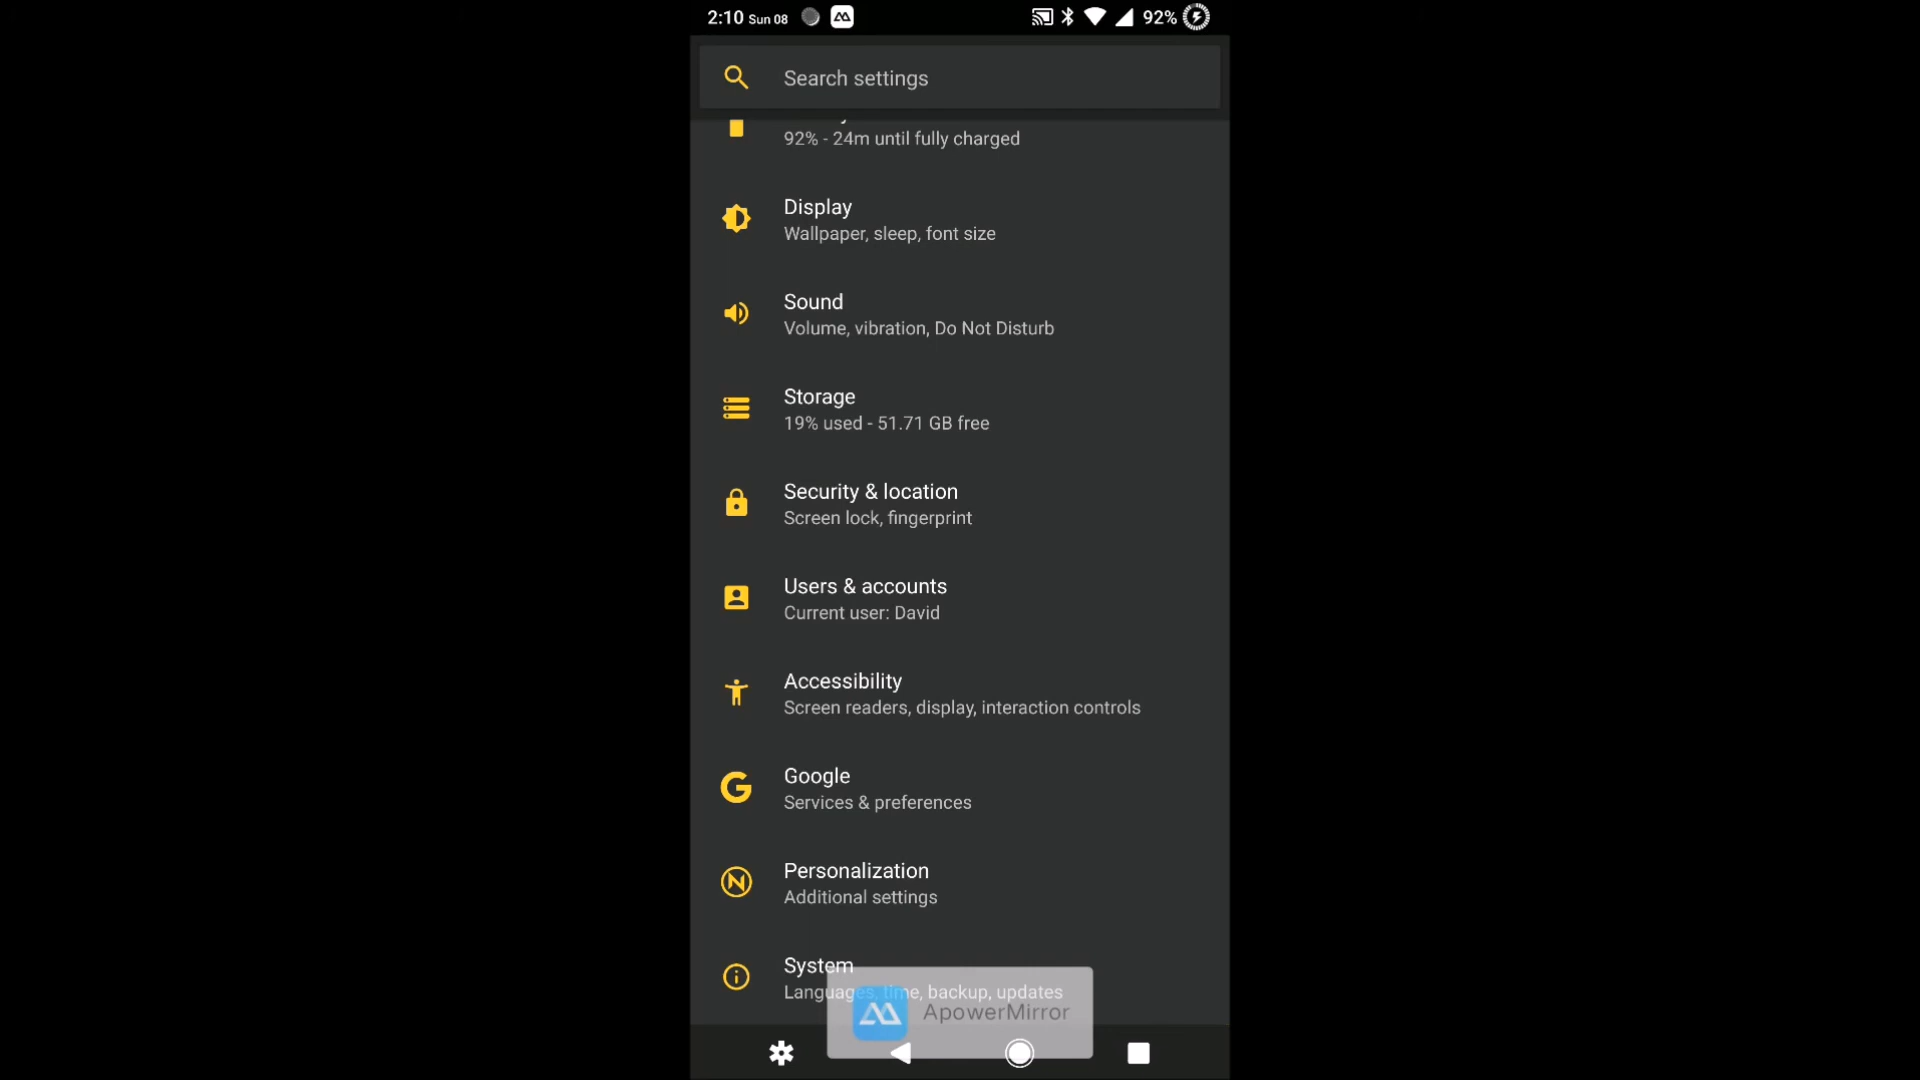 2:10 Sun 08
92%
Search settings
92% - 24m until fully charged
Display
Wallpaper, sleep, font size
Sound
Volume, vibration, Do Not Disturb
Storage
19% used - 51.71 GB free
Security & location
Screen lock, fingerprint
Users & accounts
Current user: David
Accessibility
Screen readers, display, interaction controls
Google
Services & preferences
Personalization
Additional settings
System
Languages, time, backup, updates
ApowerMirror